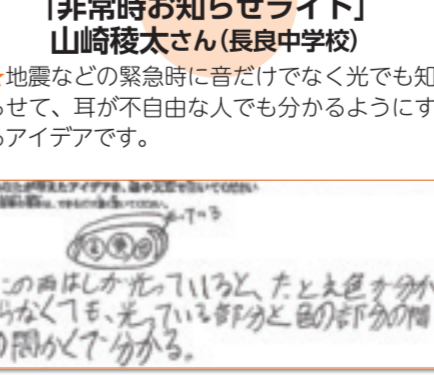 「非常時お知らせライト」
山崎稜太さん（長良中学校）
地震などの緊急時に音だけでなく光でも知
らせて、耳が不自由な人でも分かるようにす
るアイデアです。
この両はしが光っていると、たとえ色が分か
らなくても、光っている部分と色の部分の間
の間かくで分かる。